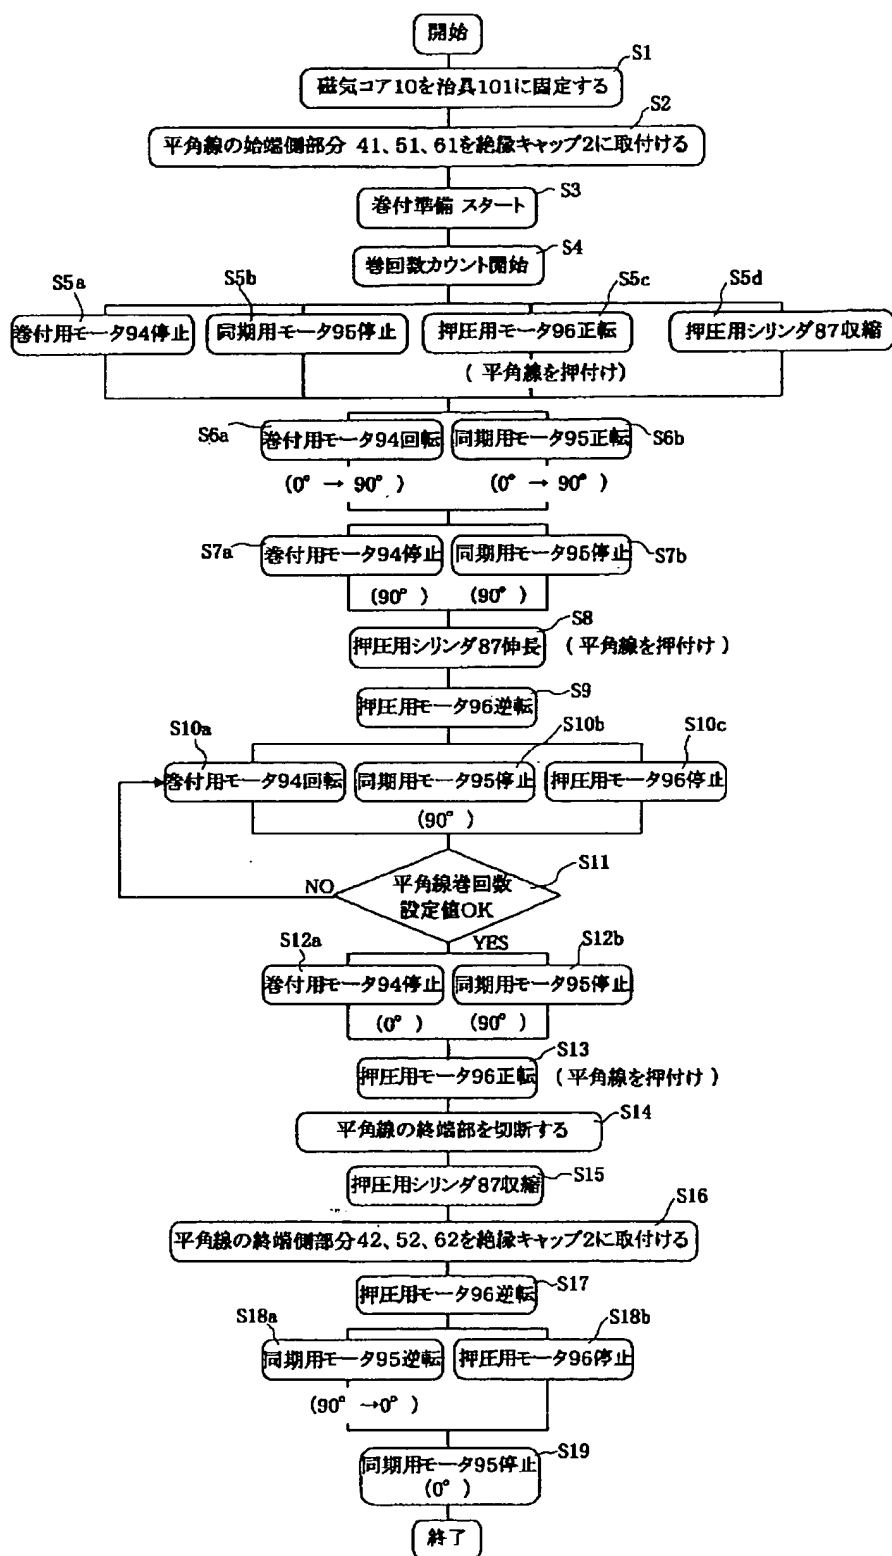 開始
S1
磁気コア10を治具101に固定する
S2
平角線の始端側部分 41、51、61を絶縁キャップ2に取付ける
S3
巻付準備 スタート
S4
巻回数カウント開始
S5a
S5b
S5c
S5d
巻付用モータ94停止
同期用モータ95停止
押圧用モータ96正転
押圧用シリンダ87収縮
( 平角線を押付け)
S6a
巻付用モータ94回転
同期用モータ95正転
S6b
(0° → 90° )
(0° → 90° )
S7a
巻付用モータ94停止
同期用モータ95停止
S7b
(90° )
(90° )
S8
押圧用シリンダ87伸長
( 平角線を押付け )
S9
押圧用モータ96逆転
S10a
S10b
S10c
巻付用モータ94回転
同期用モータ95停止
押圧用モータ96停止
(90° )
S11
NO
平角線巻回数
設定値OK
YES
S12a
S12b
巻付用モータ94停止
同期用モータ95停止
(0° )
(90° )
S13
押圧用モータ96正転
(平角線を押付け )
S14
平角線の終端部を切断する
S15
押圧用シリンダ87収縮
S16
平角線の終端側部分42、52、62を絶縁キャップ2に取付ける
S17
押圧用モータ96逆転
S18a
S18b
同期用モータ95逆転
押圧用モータ96停止
(90° →0° )
S19
同期用モータ95停止
(0° )
終了